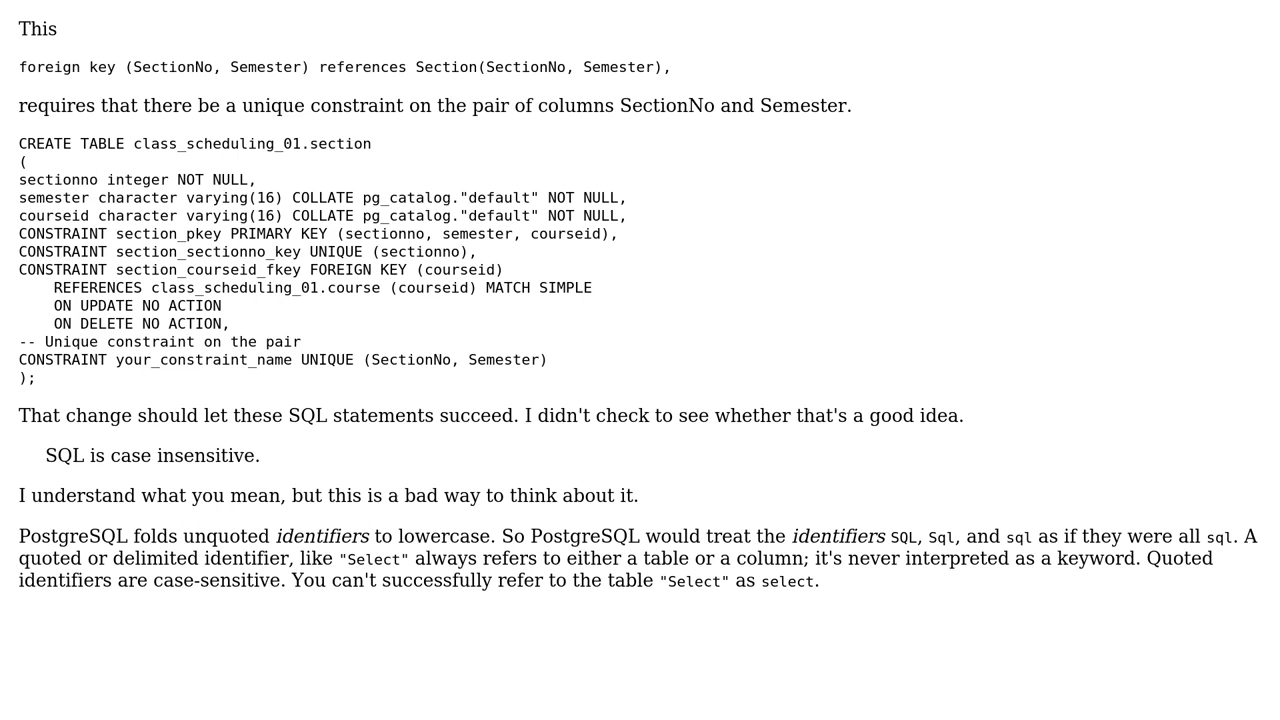 This
foreign key (SectionNo, Semester) references Section(SectionNo, Semester),
requires that there be a unique constraint on the pair of columns SectionNo and Semester.
CREATE TABLE class_scheduling_01.section
(
sectionno integer NOT NULL,
semester character varying(16) COLLATE pg_catalog."default" NOT NULL,
courseid character varying(16) COLLATE pg_catalog."default" NOT NULL,
CONSTRAINT section_pkey PRIMARY KEY (sectionno, semester, courseid),
CONSTRAINT section_sectionno_key UNIQUE (sectionno),
CONSTRAINT section_courseid_fkey FOREIGN KEY (courseid)
    REFERENCES class_scheduling_01.course (courseid) MATCH SIMPLE
    ON UPDATE NO ACTION
    ON DELETE NO ACTION,
-- Unique constraint on the pair
CONSTRAINT your_constraint_name UNIQUE (SectionNo, Semester)
);
That change should let these SQL statements succeed. I didn't check to see whether that's a good idea.
SQL is case insensitive.
I understand what you mean, but this is a bad way to think about it.
PostgreSQL folds unquoted identifiers to lowercase. So PostgreSQL would treat the identifiers SQL, Sql, and sql as if they were all sql. A
quoted or delimited identifier, like "Select" always refers to either a table or a column; it's never interpreted as a keyword. Quoted
identifiers are case-sensitive. You can't successfully refer to the table "Select" as select.